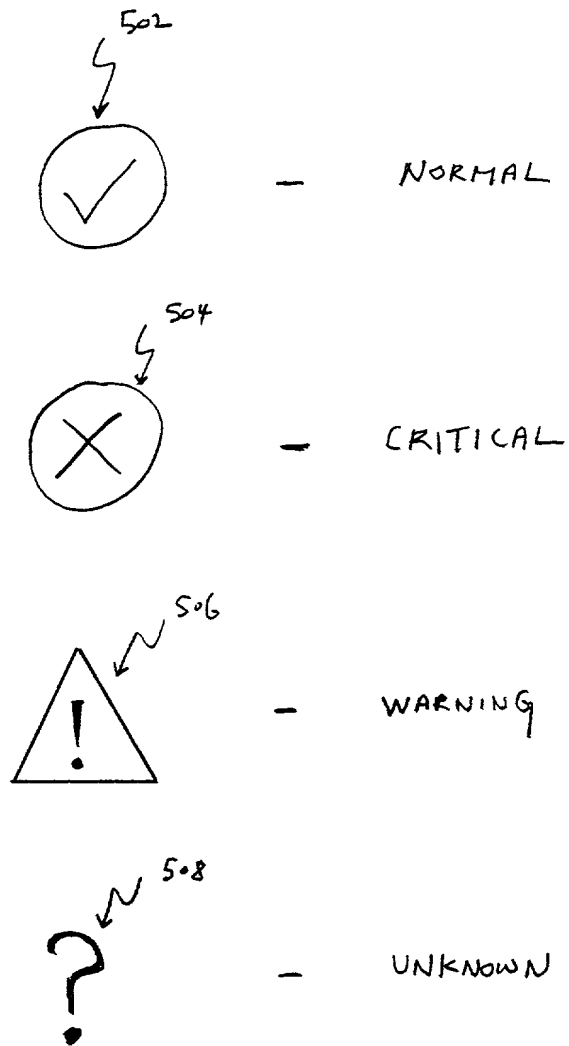 502
- NORMAL
504
- CRITICAL
506
! - WARNING
508
? - UNKNOWN